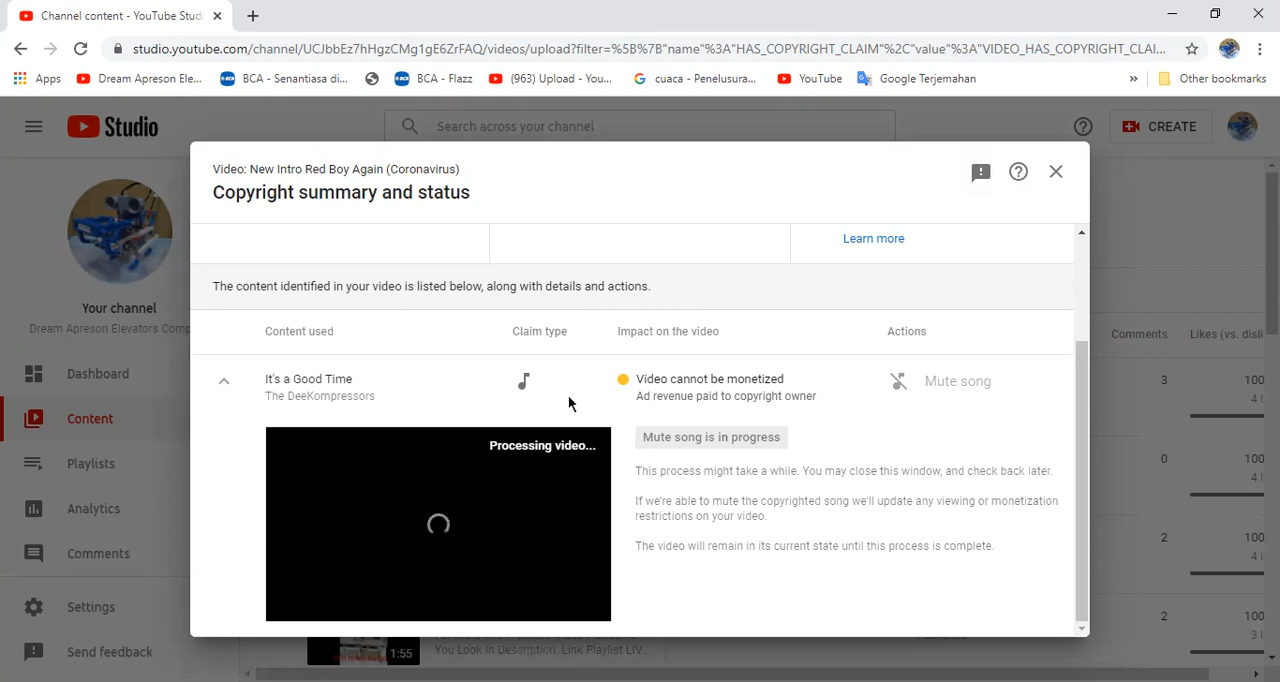 Channel content - YouTube Stud
studio.youtube.com/channel/UCJbbEz7hHgzCMg1gE6ZrFAQ/videos/upload?filter=%5B%7B"name"%3A"HAS_COPYRIGHT_CLAIM"%2C"value"%3A"VIDEO_HAS_COPYRIGHT_CLAI...
Apps Dream Apreson Ele... BCA - Senantiasa di... BCA - Flazz (963) Upload - You... cuaca - Penelusura... YouTube Google Terjemahan » Other bookmarks
Studio Search across your channel CREATE
Video: New Intro Red Boy Again (Coronavirus)
Copyright summary and status
Learn more
The content identified in your video is listed below, along with details and actions.
Your channel
Dream Apreson Elevators Comp
Content used Claim type Impact on the video Actions Comments Likes (vs. disli
Dashboard
It's a Good Time Video cannot be monetized Mute song 3 100
The DeeKompressors Ad revenue paid to copyright owner
Content
Processing video... Mute song is in progress
Playlists
This process might take a while. You may close this window, and check back later. 0 100
Analytics
If we're able to mute the copyrighted song we'll update any viewing or monetization
restrictions on your video.
The video will remain in its current state until this process is complete. 2 100
Comments
Settings
2 100
Send feedback
1:55
You Look In Description. Link Playlist LIV...